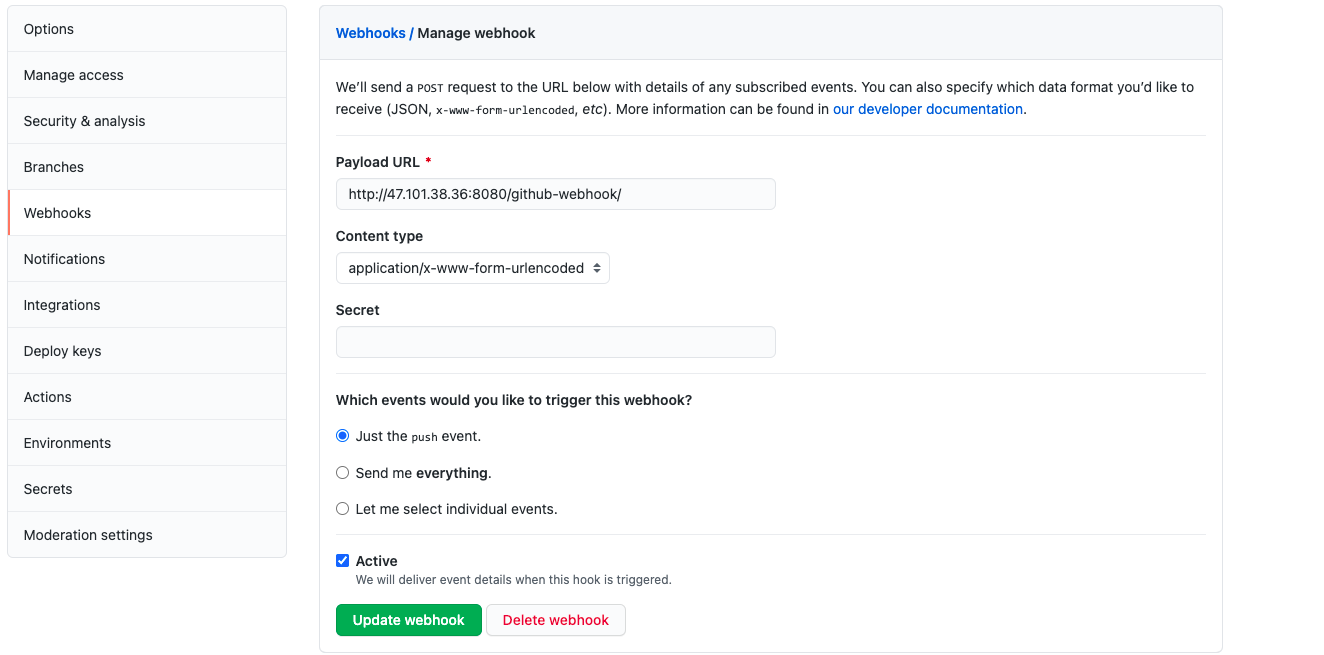 Options
Manage access
Security & analysis
Branches
Webhooks
Notifications
Integrations
Deploy keys
Actions
Environments
Secrets
Moderation settings
Webhooks / Manage webhook
We’ll send a POST request to the URL below with details of any subscribed events. You can also specify which data format you’d like to
receive (JSON, x-www-form-urlencoded, etc). More information can be found in our developer documentation.
Payload URL *
http://47.101.38.36:8080/github-webhook/
Content type
application/x-www-form-urlencoded
Secret
Which events would you like to trigger this webhook?
Just the push event.
Send me everything.
Let me select individual events.
Active
We will deliver event details when this hook is triggered.
Update webhook
Delete webhook